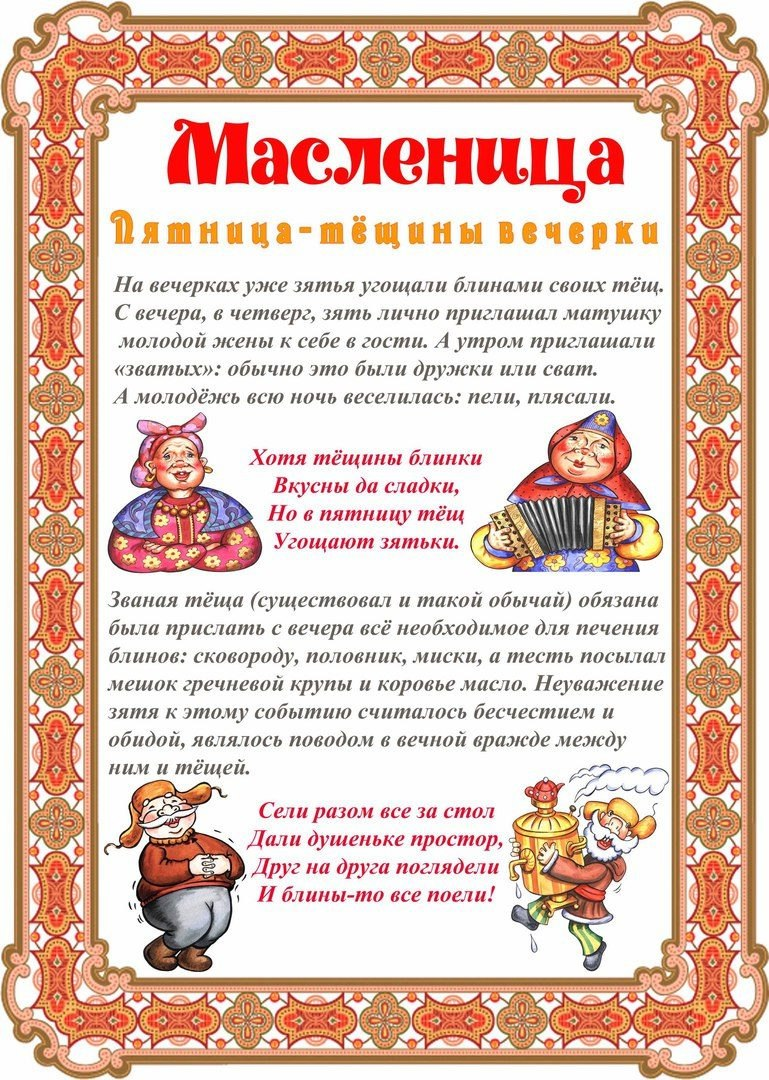 Масленица
Пятница-тёщины вечерки
На вечерках уже зятья угощали блинами своих тёщ.
С вечера, в четверг, зять лично приглашал матушку
молодой жены к себе в гости. А утром приглашали
«званых»: обычно это были дружки или сват.
А молодёжь всю ночь веселилась: пели, плясали.
Хотя тёщины блинки
Вкусны да сладки,
Но в пятницу тёщ
Угощают зятьки.
Званая тёща (существовал и такой обычай) обязана
была прислать с вечера всё необходимое для печения
блинов: сковороду, половник, миски, а тесть посылал
мешок гречневой крупы и коровье масло. Неуважение
зятя к этому событию считалось бесчестием и
обидой, являлось поводом в вечной вражде между
ним и тёщей.
Сели разом все за стол
Дали душеньке простор,
Друг на друга поглядели
И блины-то все поели!